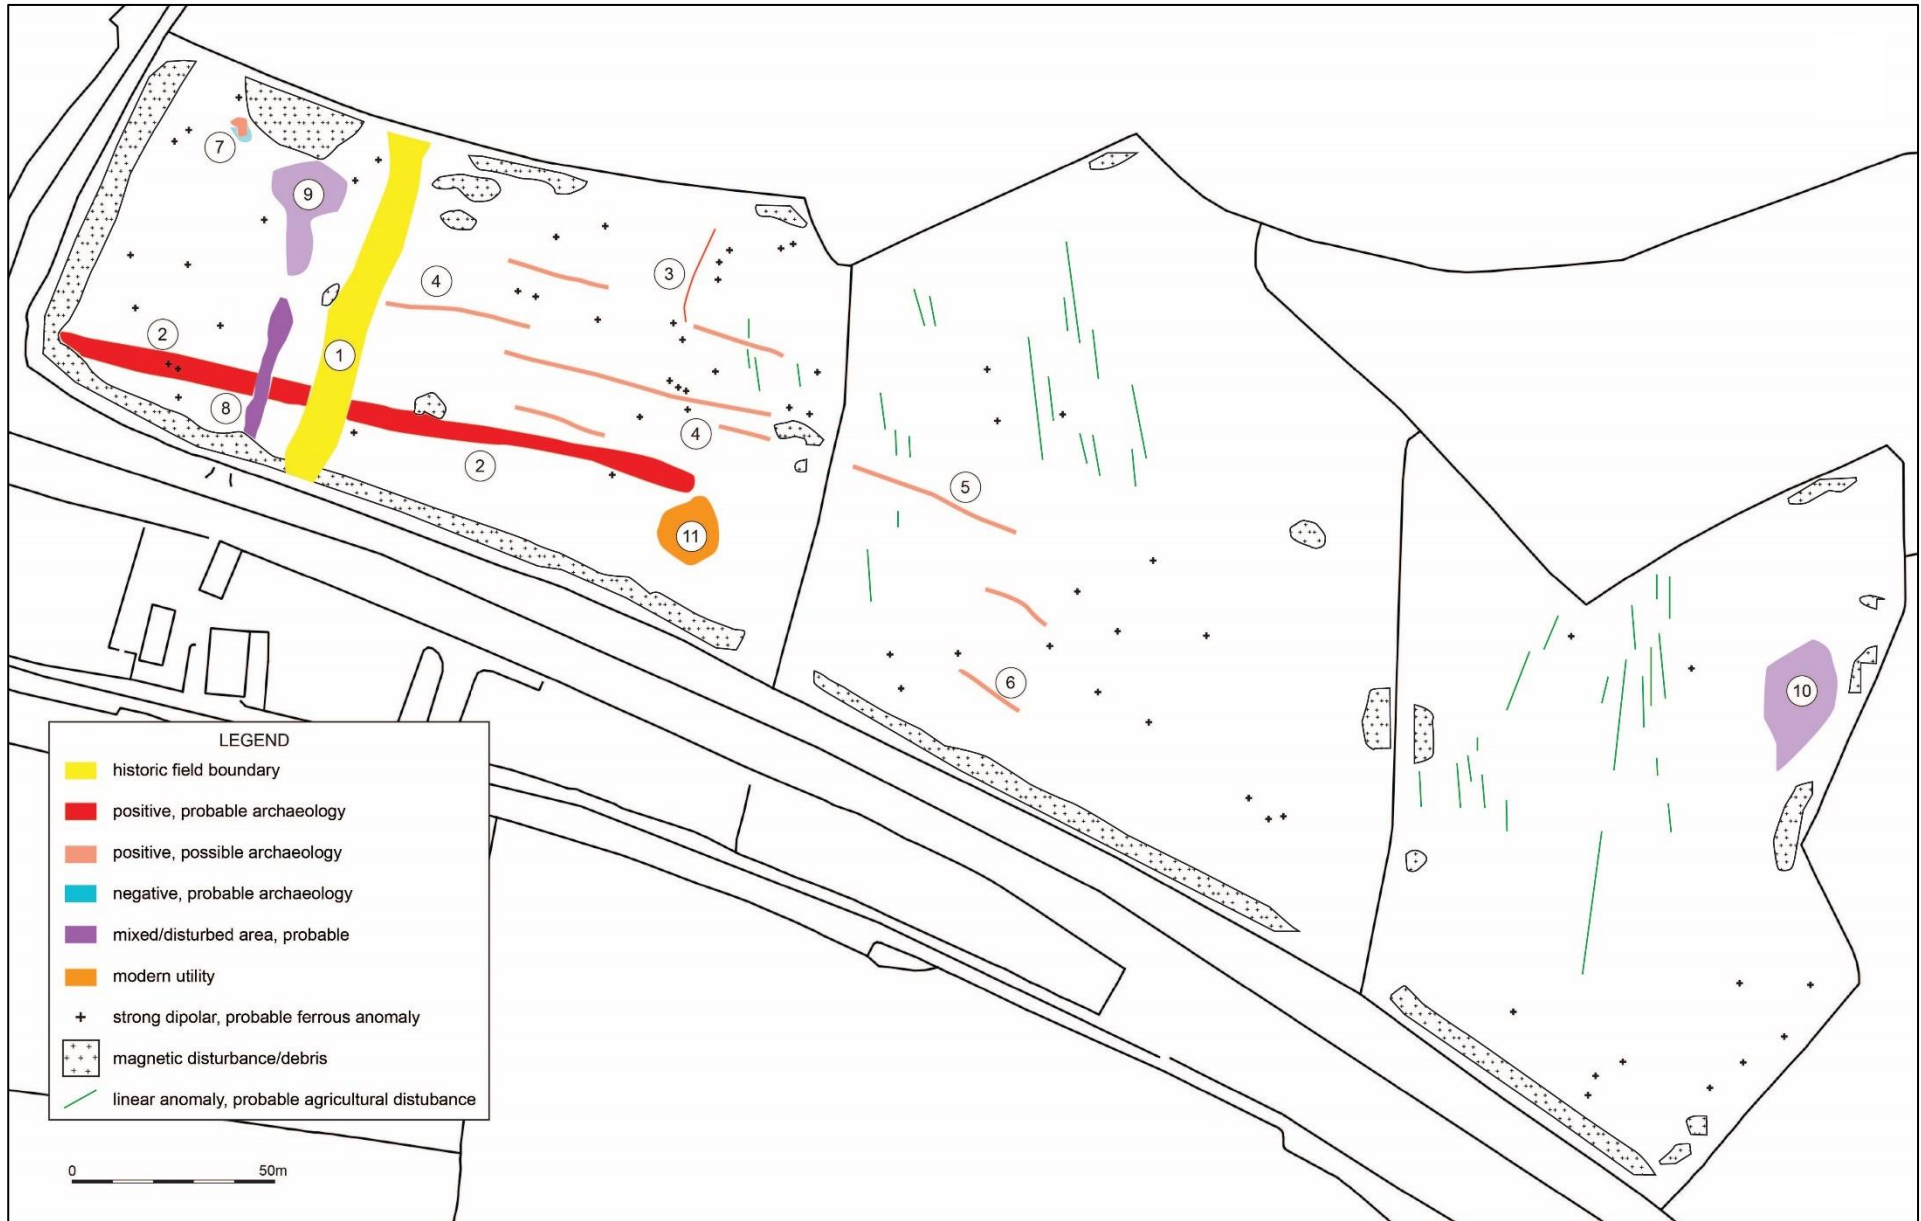 7
9
3
4
2
1
8
4
2
5
11
6
10
LEGEND
historic field boundary
positive, probable archaeology
positive, possible archaeology
negative, probable archaeology
mixed/disturbed area, probable
modern utility
strong dipolar, probable ferrous anomaly
magnetic disturbance/debris
linear anomaly, probable agricultural distubance
0 50m